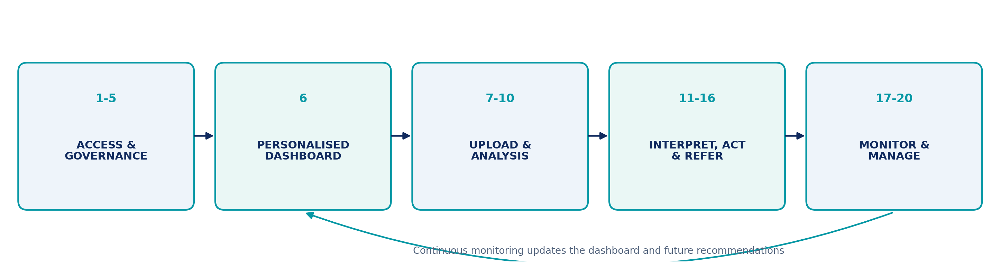 1-5
ACCESS &
GOVERNANCE
6
PERSONALISED
DASHBOARD
7-10
UPLOAD &
ANALYSIS
11-16
INTERPRET, ACT
& REFER
17-20
MONITOR &
MANAGE
Continuous monitoring updates the dashboard and future recommendations